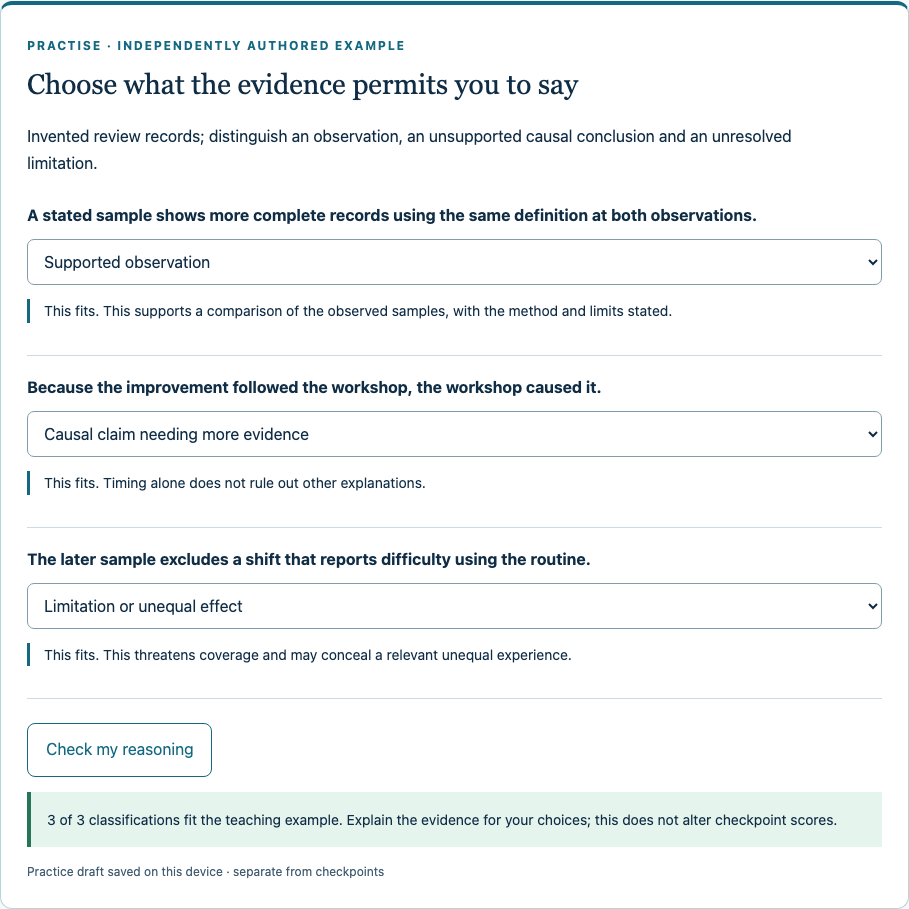 PRACTISE · INDEPENDENTLY AUTHORED EXAMPLE
Choose what the evidence permits you to say
Invented review records; distinguish an observation, an unsupported causal conclusion and an unresolved
limitation.
A stated sample shows more complete records using the same definition at both observations.
Supported observation
This fits. This supports a comparison of the observed samples, with the method and limits stated.
Because the improvement followed the workshop, the workshop caused it.
Causal claim needing more evidence
This fits. Timing alone does not rule out other explanations.
The later sample excludes a shift that reports difficulty using the routine.
Limitation or unequal effect
This fits. This threatens coverage and may conceal a relevant unequal experience.
Check my reasoning
3 of 3 classifications fit the teaching example. Explain the evidence for your choices; this does not alter checkpoint scores.
Practice draft saved on this device · separate from checkpoints